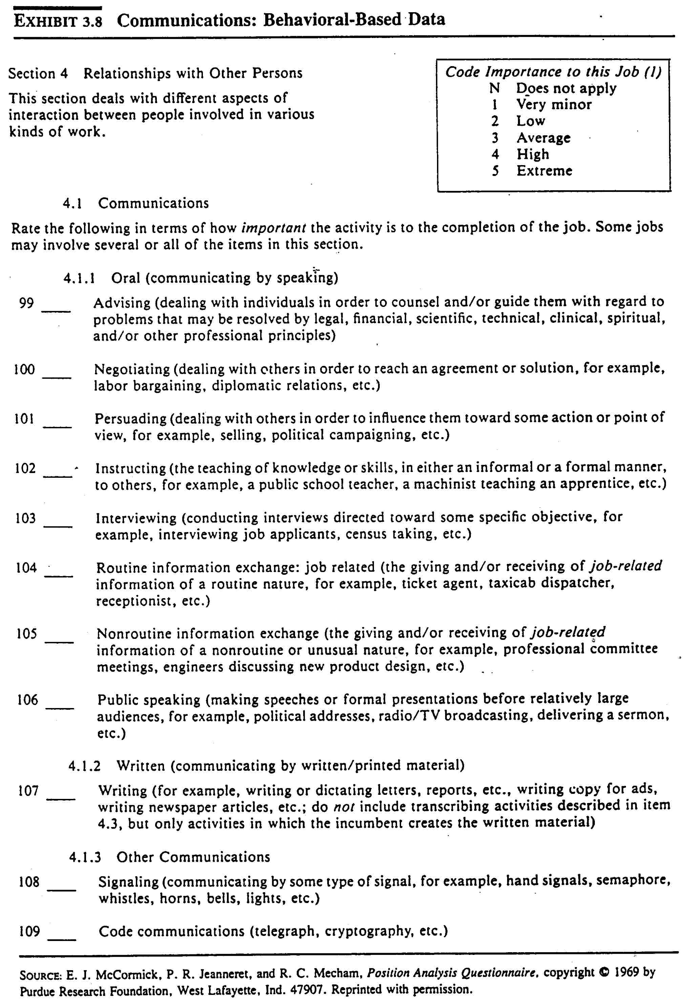 EXHIBIT 3.8 Communications: Behavioral-Based Data
Section 4 Relationships with Other Persons
This section deals with different aspects of
interaction between people involved in various
kinds of work.
Code Importance to this Job (1)
N Does not apply
1 Very minor
2 Low
3 Average
4 High
5 Extreme
4.1 Communications
Rate the following in terms of how important the activity is to the completion of the job. Some jobs
may involve several or all of the items in this section.
4.1.1 Oral (communicating by speaking)
99 ___ Advising (dealing with individuals in order to counsel and/or guide them with regard to
problems that may be resolved by legal, financial, scientific, technical, clinical, spiritual,
and/or other professional principles)
100 ___ Negotiating (dealing with others in order to reach an agreement or solution, for example,
labor bargaining, diplomatic relations, etc.)
101 ___ Persuading (dealing with others in order to influence them toward some action or point of
view, for example, selling, political campaigning, etc.)
102 ___ Instructing (the teaching of knowledge or skills, in either an informal or a formal manner,
to others, for example, a public school teacher, a machinist teaching an apprentice, etc.)
103 ___ Interviewing (conducting interviews directed toward some specific objective, for
example, interviewing job applicants, census taking, etc.)
104 ___ Routine information exchange: job related (the giving and/or receiving of job-related
information of a routine nature, for example, ticket agent, taxicab dispatcher,
receptionist, etc.)
105 ___ Nonroutine information exchange (the giving and/or receiving of job-related
information of a nonroutine or unusual nature, for example, professional committee
meetings, engineers discussing new product design, etc.)
106 ___ Public speaking (making speeches or formal presentations before relatively large
audiences, for example, political addresses, radio/TV broadcasting, delivering a sermon,
etc.)
4.1.2 Written (communicating by written/printed material)
107 ___ Writing (for example, writing or dictating letters, reports, etc., writing copy for ads,
writing newspaper articles, etc.; do not include transcribing activities described in item
4.3, but only activities in which the incumbent creates the written material)
4.1.3 Other Communications
108 ___ Signaling (communicating by some type of signal, for example, hand signals, semaphore,
whistles, horns, bells, lights, etc.)
109 ___ Code communications (telegraph, cryptography, etc.)
SOURCE: E. J. McCormick, P. R. Jeanneret, and R. C. Mecham, Position Analysis Questionnaire, copyright © 1969 by
Purdue Research Foundation, West Lafayette, Ind. 47907. Reprinted with permission.